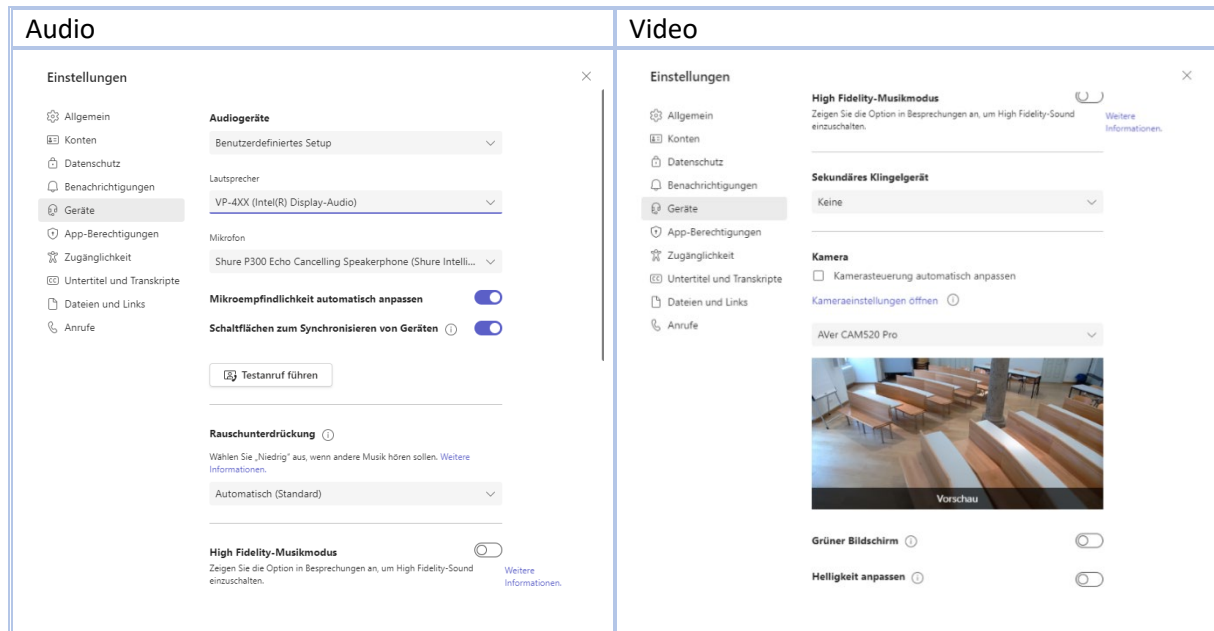 Audio
Einstellungen
Allgemein
Konten
Datenschutz
Benachrichtigungen
Geräte
App-Berechtigungen
Zugänglichkeit
Untertitel und Transkripte
Dateien und Links
Anrufe
Audiogeräte
Benutzerdefiniertes Setup
Lautsprecher
VP-4XX (Intel(R) Display-Audio)
Mikrofon
Shure P300 Echo Cancelling Speakerphone (Shure Intelli...
Mikroempfindlichkeit automatisch anpassen
Schaltflächen zum Synchronisieren von Geräten
Testanruf führen
Rauschunterdrückung
Wählen Sie „Niedrig" aus, wenn andere Musik hören sollen. Weitere
Informationen.
Automatisch (Standard)
High Fidelity-Musikmodus
Zeigen Sie die Option in Besprechungen an, um High Fidelity-Sound
einzuschalten.
Weitere
Informationen.
Video
Einstellungen
Allgemein
Konten
Datenschutz
Benachrichtigungen
Geräte
App-Berechtigungen
Zugänglichkeit
Untertitel und Transkripte
Dateien und Links
Anrufe
High Fidelity-Musikmodus
Zeigen Sie die Option in Besprechungen an, um High Fidelity-Sound
einzuschalten.
Weitere
Informationen.
Sekundäres Klingelgerät
Keine
Kamera
Kamerasteuerung automatisch anpassen
Kameraeinstellungen öffnen
AVer CAM520 Pro
Vorschau
Grüner Bildschirm
Helligkeit anpassen